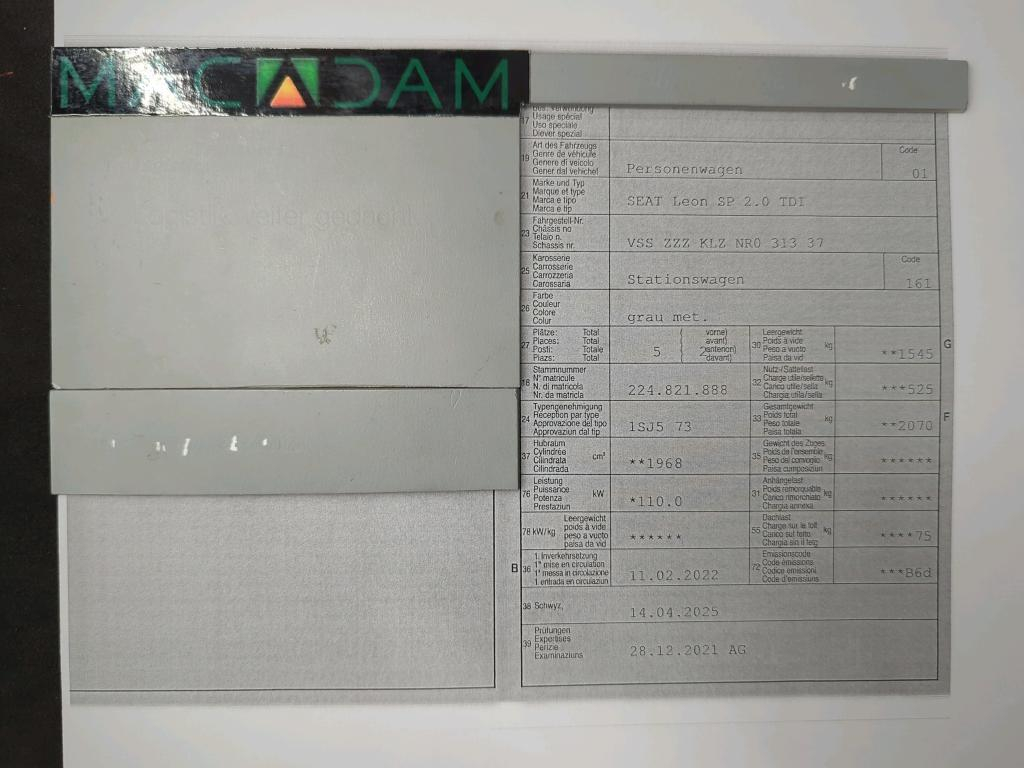 MACADAM
17
Usage spécial
Uso speciale
Diever spezial
19
Art des Fahrzeugs
Genre de véhicule
Genere di veicolo
Gener dal vehichel
Personenwagen
Code
01
21
Marke und Typ
Marque et type
Marca e tipo
Marca e tip
SEAT Leon SP 2.0 TDI
23
Fahrgestell-Nr.
Châssis no
Telaio n.
Schassis nr.
VSS ZZZ KLZ NR0 313 37
25
Karosserie
Carrosserie
Carrozzeria
Carossaria
Stationswagen
Code
161
26
Farbe
Couleur
Colore
Colur
grau met.
27
Plätze: Total
Places: Total
Posti: Totale
Plazs: Total
5
( vorne)
( avant)
2
(anteriori)
( davant)
30
Leergewicht
Poids à vide
Peso a vuoto
Paisa da vid
kg
**1545
G
18
Stammnummer
N° matricule
N. di matricola
Nr. da matricla
224.821.888
32
Nutz-/Sattellast
Charge utile/sellette
Carico utile/sella
Chargia utila/sella
kg
***525
24
Typengenehmigung
Réception par type
Approvazione del tipo
Approvaziun dal tip
1SJ5 73
33
Gesamtgewicht
Poids total
Peso totale
Paisa totala
kg
**2070
F
37
Hubraum
Cylindrée
Cilindrata
Cilindrada
cm³
**1968
35
Gewicht des Zuges
Poids de l'ensemble
Peso del convoglio
Paisa cumposiziun
kg
******
76
Leistung
Puissance
Potenza
Prestaziun
kW
*110.0
31
Anhängelast
Poids remorquable
Carico rimorchiato
Chargia annexa
kg
******
78 kW/kg
Leergewicht
poids à vide
peso a vuoto
paisa da vid
******
55
Dachlast
Charge sur le toit
Carico sul tetto
Chargia sin il tetg
kg
****75
B
36
1. Inverkehrsetzung
1re mise en circulation
1a messa in circolazione
1. entrada en circulaziun
11.02.2022
72
Emissionscode
Code émissions
Codice emissioni
Code d'emissiuns
***B6d
38 Schwyz,
14.04.2025
39
Prüfungen
Expertises
Perizie
Examinaziuns
28.12.2021 AG